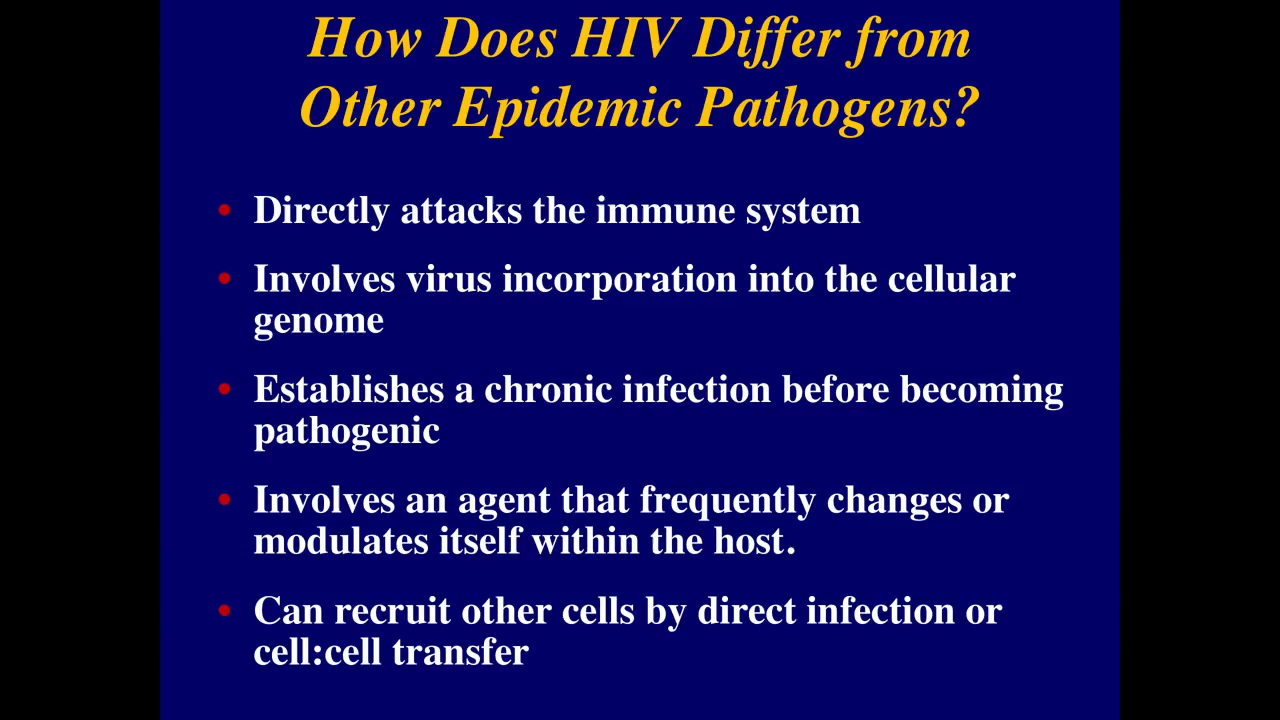 How Does HIV Differ from
Other Epidemic Pathogens?
• Directly attacks the immune system
• Involves virus incorporation into the cellular
genome
• Establishes a chronic infection before becoming
pathogenic
• Involves an agent that frequently changes or
modulates itself within the host.
• Can recruit other cells by direct infection or
cell:cell transfer